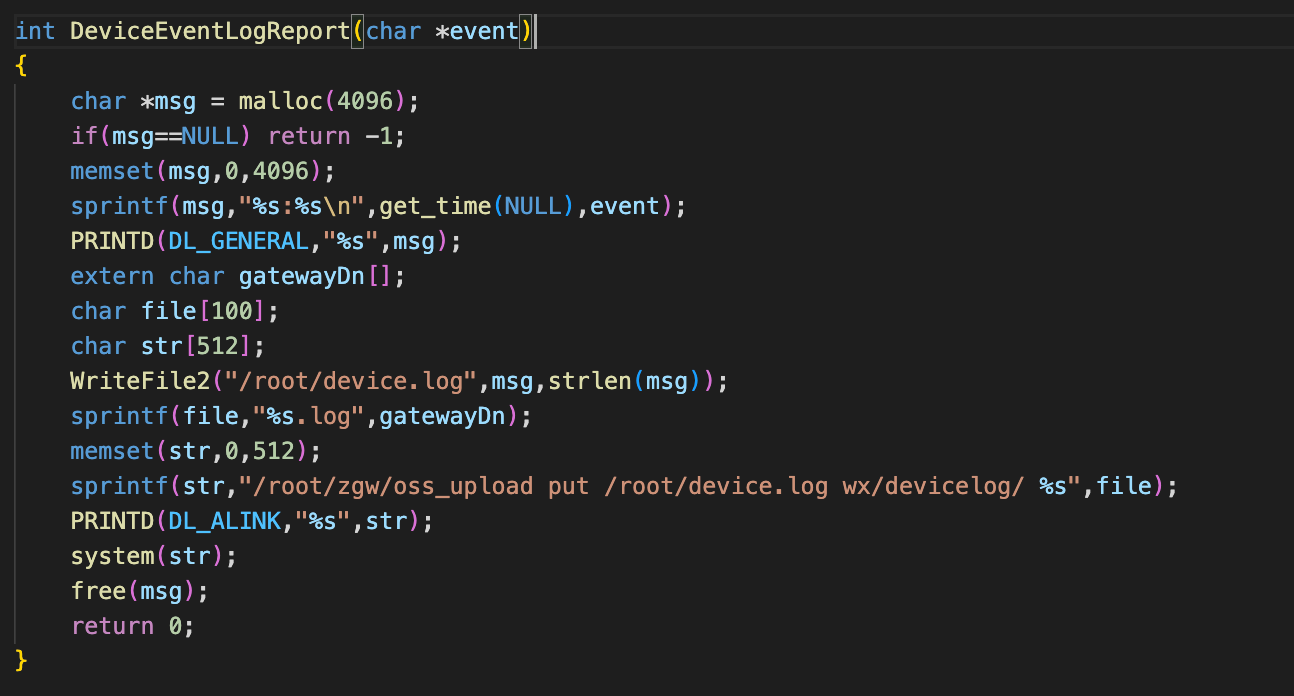 int DeviceEventLogReport(char *event)
{
    char *msg = malloc(4096);
    if(msg==NULL) return -1;
    memset(msg,0,4096);
    sprintf(msg,"%s:%s\n",get_time(NULL),event);
    PRINTD(DL_GENERAL,"%s",msg);
    extern char gatewayDn[];
    char file[100];
    char str[512];
    WriteFile2("/root/device.log",msg,strlen(msg));
    sprintf(file,"%s.log",gatewayDn);
    memset(str,0,512);
    sprintf(str,"/root/zgw/oss_upload put /root/device.log wx/devicelog/ %s",file);
    PRINTD(DL_ALINK,"%s",str);
    system(str);
    free(msg);
    return 0;
}